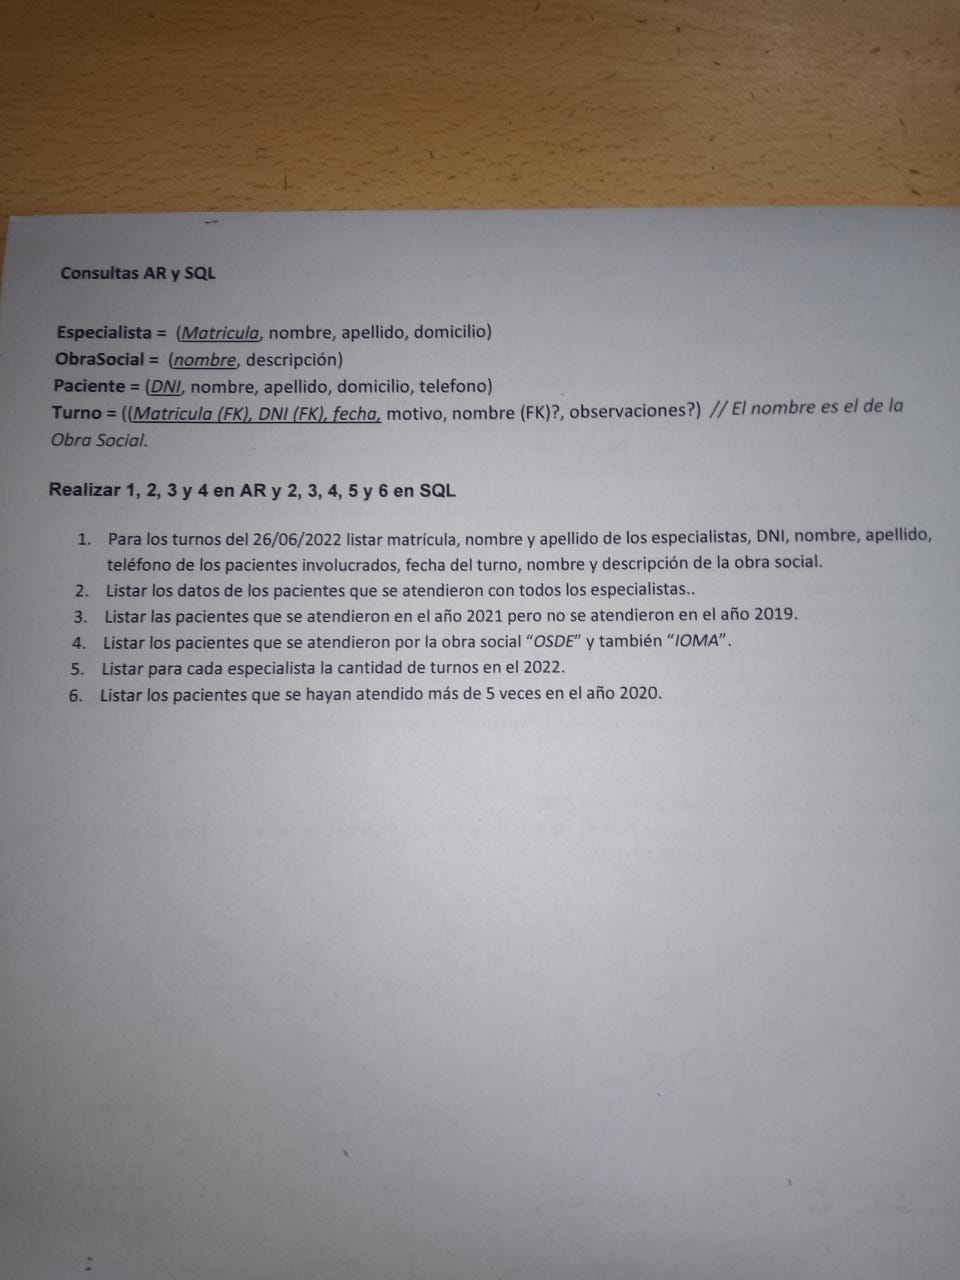 Consultas AR y SQL
Especialista = (Matricula, nombre, apellido, domicilio)
ObraSocial = (nombre, descripción)
Paciente = (DNI, nombre, apellido, domicilio, telefono)
Turno = ((Matricula (FK), DNI (FK), fecha, motivo, nombre (FK)?, observaciones?) // El nombre es el de la
Obra Social.
Realizar 1, 2, 3 y 4 en AR y 2, 3, 4, 5 y 6 en SQL
1. Para los turnos del 26/06/2022 listar matrícula, nombre y apellido de los especialistas, DNI, nombre, apellido,
teléfono de los pacientes involucrados, fecha del turno, nombre y descripción de la obra social.
2. Listar los datos de los pacientes que se atendieron con todos los especialistas..
3. Listar las pacientes que se atendieron en el año 2021 pero no se atendieron en el año 2019.
4. Listar los pacientes que se atendieron por la obra social “OSDE” y también “IOMA”.
5. Listar para cada especialista la cantidad de turnos en el 2022.
6. Listar los pacientes que se hayan atendido más de 5 veces en el año 2020.